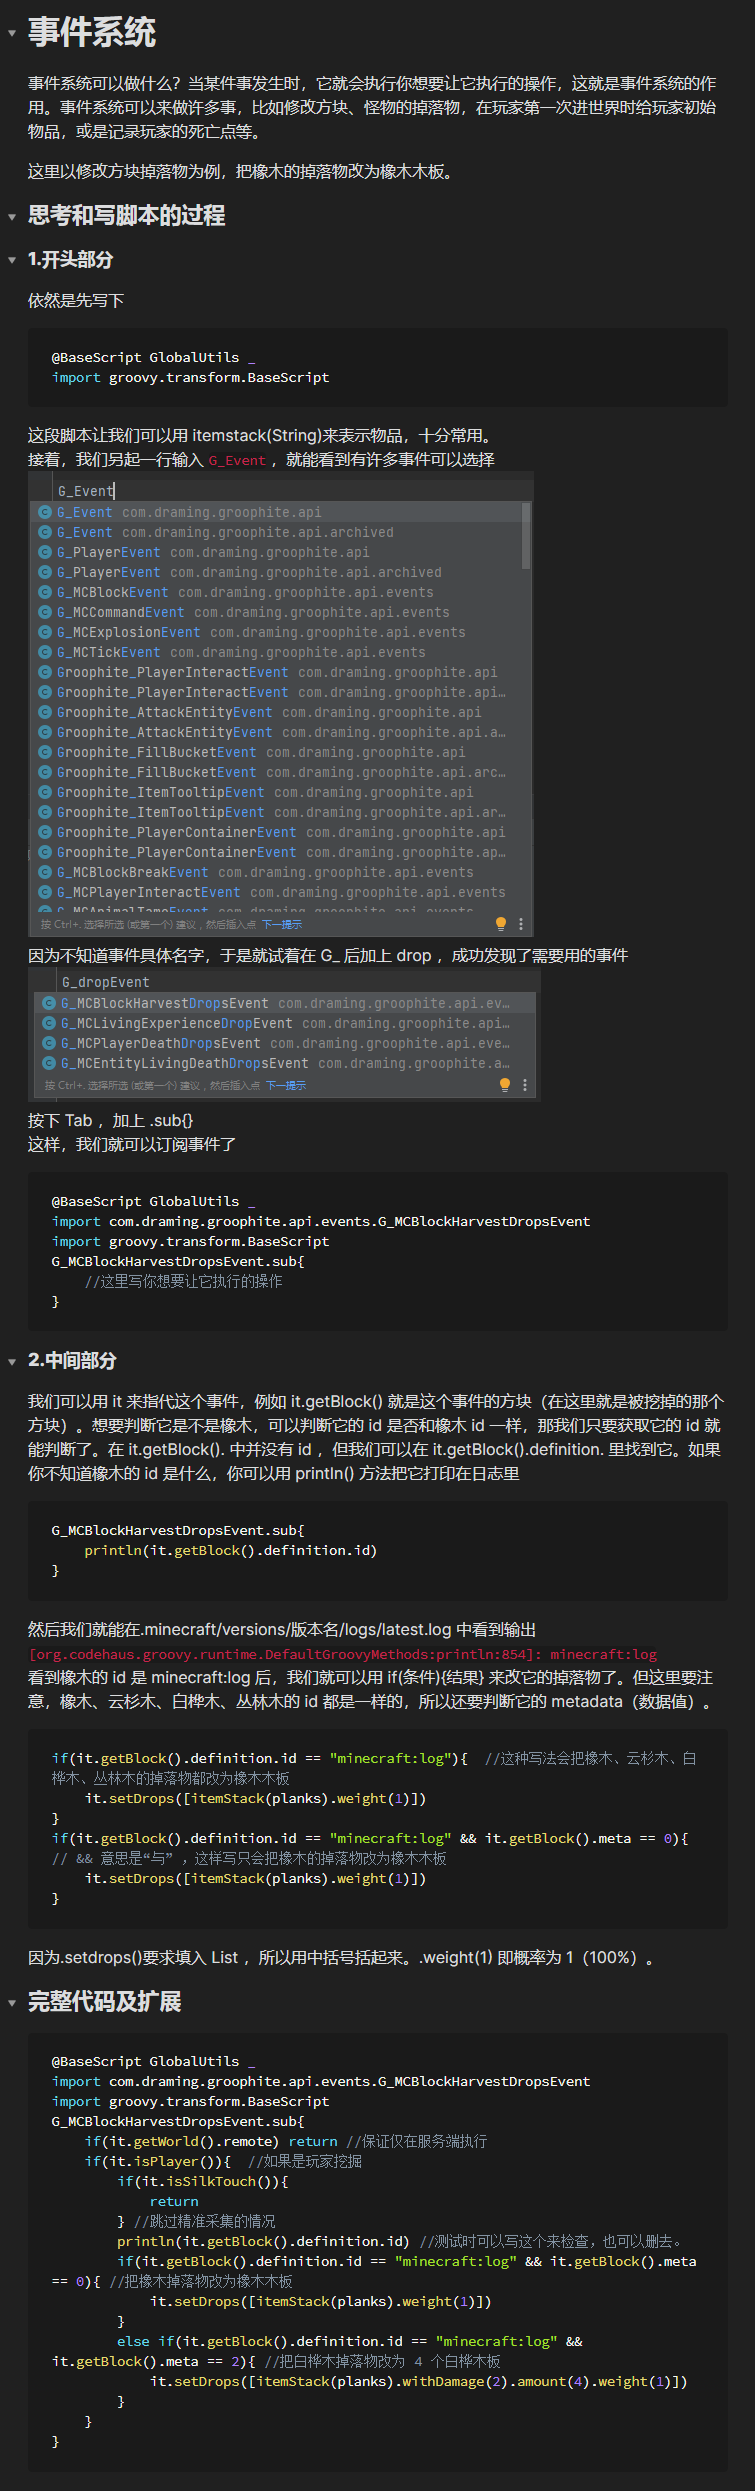 事件系统
事件系统可以做什么？当某件事发生时，它就会执行你想要让它执行的操作，这就是事件系统的作
用。事件系统可以来做许多事，比如修改方块、怪物的掉落物，在玩家第一次进世界时给玩家初始
物品，或是记录玩家的死亡点等。
这里以修改方块掉落物为例，把橡木的掉落物改为橡木木板。
思考和写脚本的过程
1.开头部分
依然是先写下
@BaseScript GlobalUtils _
import groovy.transform.BaseScript
这段脚本让我们可以用 itemstack(String)来表示物品，十分常用。
接着，我们另起一行输入 G_Event ，就能看到有许多事件可以选择
G_Event
G_Event com.draming.groophite.api
G_Event com.draming.groophite.api.archived
G_PlayerEvent com.draming.groophite.api
G_PlayerEvent com.draming.groophite.api.archived
G_MCBlockEvent com.draming.groophite.api.events
G_MCCommandEvent com.draming.groophite.api.events
G_MCExplosionEvent com.draming.groophite.api.events
G_MCTickEvent com.draming.groophite.api.events
Groophite_PlayerInteractEvent com.draming.groophite.api
Groophite_PlayerInteractEvent com.draming.groophite.api…
Groophite_AttackEntityEvent com.draming.groophite.api
Groophite_AttackEntityEvent com.draming.groophite.api.a…
Groophite_FillBucketEvent com.draming.groophite.api
Groophite_FillBucketEvent com.draming.groophite.api.arc…
Groophite_ItemTooltipEvent com.draming.groophite.api
Groophite_ItemTooltipEvent com.draming.groophite.api.ar…
Groophite_PlayerContainerEvent com.draming.groophite.api
Groophite_PlayerContainerEvent com.draming.groophite.ap…
G_MCBlockBreakEvent com.draming.groophite.api.events
G_MCPlayerInteractEvent com.draming.groophite.api.events
G_MCAnimalTameEvent com.draming.groophite.api.events
按 Ctrl+. 选择所选 (或第一个) 建议，然后插入点 下一提示
因为不知道事件具体名字，于是就试着在 G_ 后加上 drop ，成功发现了需要用的事件
G_dropEvent
G_MCBlockHarvestDropsEvent com.draming.groophite.api.ev…
G_MCLivingExperienceDropEvent com.draming.groophite.api…
G_MCPlayerDeathDropsEvent com.draming.groophite.api.eve…
G_MCEntityLivingDeathDropsEvent com.draming.groophite.a…
按 Ctrl+. 选择所选 (或第一个) 建议，然后插入点 下一提示
按下 Tab ，加上 .sub{}
这样，我们就可以订阅事件了
@BaseScript GlobalUtils _
import com.draming.groophite.api.events.G_MCBlockHarvestDropsEvent
import groovy.transform.BaseScript
G_MCBlockHarvestDropsEvent.sub{
//这里写你想要让它执行的操作
}
2.中间部分
我们可以用 it 来指代这个事件，例如 it.getBlock() 就是这个事件的方块（在这里就是被挖掉的那个
方块）。想要判断它是不是橡木，可以判断它的 id 是否和橡木 id 一样，那我们只要获取它的 id 就
能判断了。在 it.getBlock(). 中并没有 id ，但我们可以在 it.getBlock().definition. 里找到它。如果
你不知道橡木的 id 是什么，你可以用 println() 方法把它打印在日志里
G_MCBlockHarvestDropsEvent.sub{
println(it.getBlock().definition.id)
}
然后我们就能在.minecraft/versions/版本名/logs/latest.log 中看到输出
[org.codehaus.groovy.runtime.DefaultGroovyMethods:println:854]: minecraft:log
看到橡木的 id 是 minecraft:log 后，我们就可以用 if(条件){结果} 来改它的掉落物了。但这里要注
意，橡木、云杉木、白桦木、丛林木的 id 都是一样的，所以还要判断它的 metadata（数据值）。
if(it.getBlock().definition.id == "minecraft:log"){  //这种写法会把橡木、云杉木、白
桦木、丛林木的掉落物都改为橡木木板
it.setDrops([itemStack(planks).weight(1)])
}
if(it.getBlock().definition.id == "minecraft:log" && it.getBlock().meta == 0){
// && 意思是“与” ，这样写只会把橡木的掉落物改为橡木木板
it.setDrops([itemStack(planks).weight(1)])
}
因为.setdrops()要求填入 List ，所以用中括号括起来。.weight(1) 即概率为 1（100%）。
完整代码及扩展
@BaseScript GlobalUtils _
import com.draming.groophite.api.events.G_MCBlockHarvestDropsEvent
import groovy.transform.BaseScript
G_MCBlockHarvestDropsEvent.sub{
if(it.getWorld().remote) return //保证仅在服务端执行
if(it.isPlayer()){  //如果是玩家挖掘
if(it.isSilkTouch()){
return
} //跳过精准采集的情况
println(it.getBlock().definition.id) //测试时可以写这个来检查，也可以删去。
if(it.getBlock().definition.id == "minecraft:log" && it.getBlock().meta
== 0){ //把橡木掉落物改为橡木木板
it.setDrops([itemStack(planks).weight(1)])
}
else if(it.getBlock().definition.id == "minecraft:log" &&
it.getBlock().meta == 2){ //把白桦木掉落物改为 4 个白桦木板
it.setDrops([itemStack(planks).withDamage(2).amount(4).weight(1)])
}
}
}